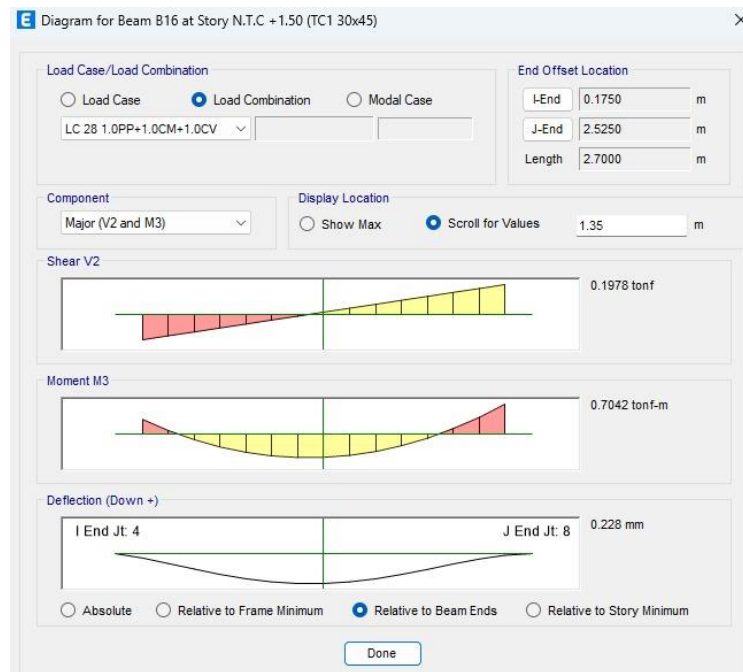 E Diagram for Beam B16 at Story N.T.C +1.50 (TC1 30x45)
Load Case/Load Combination
Load Case Load Combination Modal Case
LC 28 1.0PP+1.0CM+1.0CV
End Offset Location
I-End 0.1750 m
J-End 2.5250 m
Length 2.7000 m
Component
Major (V2 and M3)
Display Location
Show Max Scroll for Values 1.35 m
Shear V2
0.1978 tonf
Moment M3
0.7042 tonf-m
Deflection (Down +)
I End Jt: 4 J End Jt: 8 0.228 mm
Absolute Relative to Frame Minimum Relative to Beam Ends Relative to Story Minimum
Done